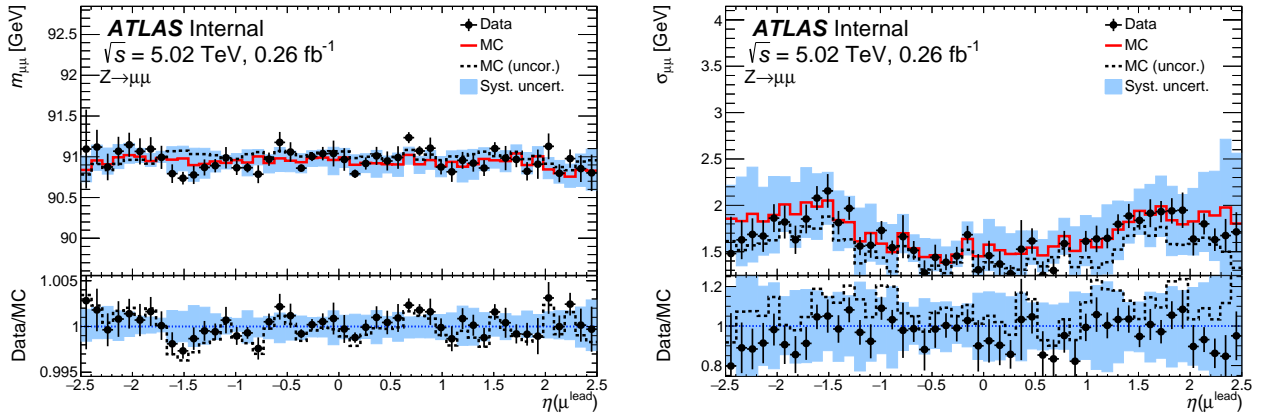 m_μμ [GeV]
92.5
92
91.5
91
90.5
90
ATLAS Internal
√s = 5.02 TeV, 0.26 fb⁻¹
Z→μμ
Data
MC
MC (uncor.)
Syst. uncert.
Data/MC
1.005
1
0.995
−2.5 −2 −1.5 −1 −0.5 0 0.5 1 1.5 2 2.5
η(μ^lead)
σ_μμ [GeV]
4
3.5
3
2.5
2
1.5
ATLAS Internal
√s = 5.02 TeV, 0.26 fb⁻¹
Z→μμ
Data
MC
MC (uncor.)
Syst. uncert.
Data/MC
1.2
1
0.8
−2.5 −2 −1.5 −1 −0.5 0 0.5 1 1.5 2 2.5
η(μ^lead)